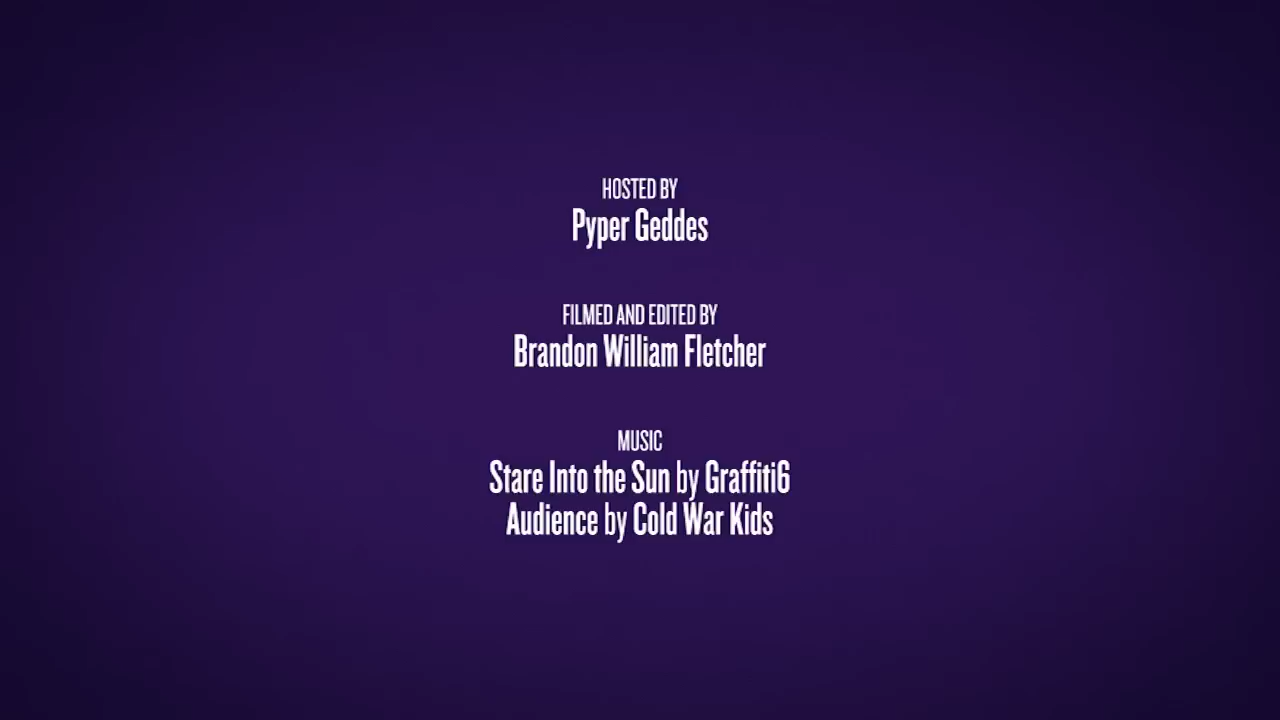 HOSTED BY
Pyper Geddes
FILMED AND EDITED BY
Brandon William Fletcher
MUSIC
Stare Into the Sun by Graffiti6
Audience by Cold War Kids